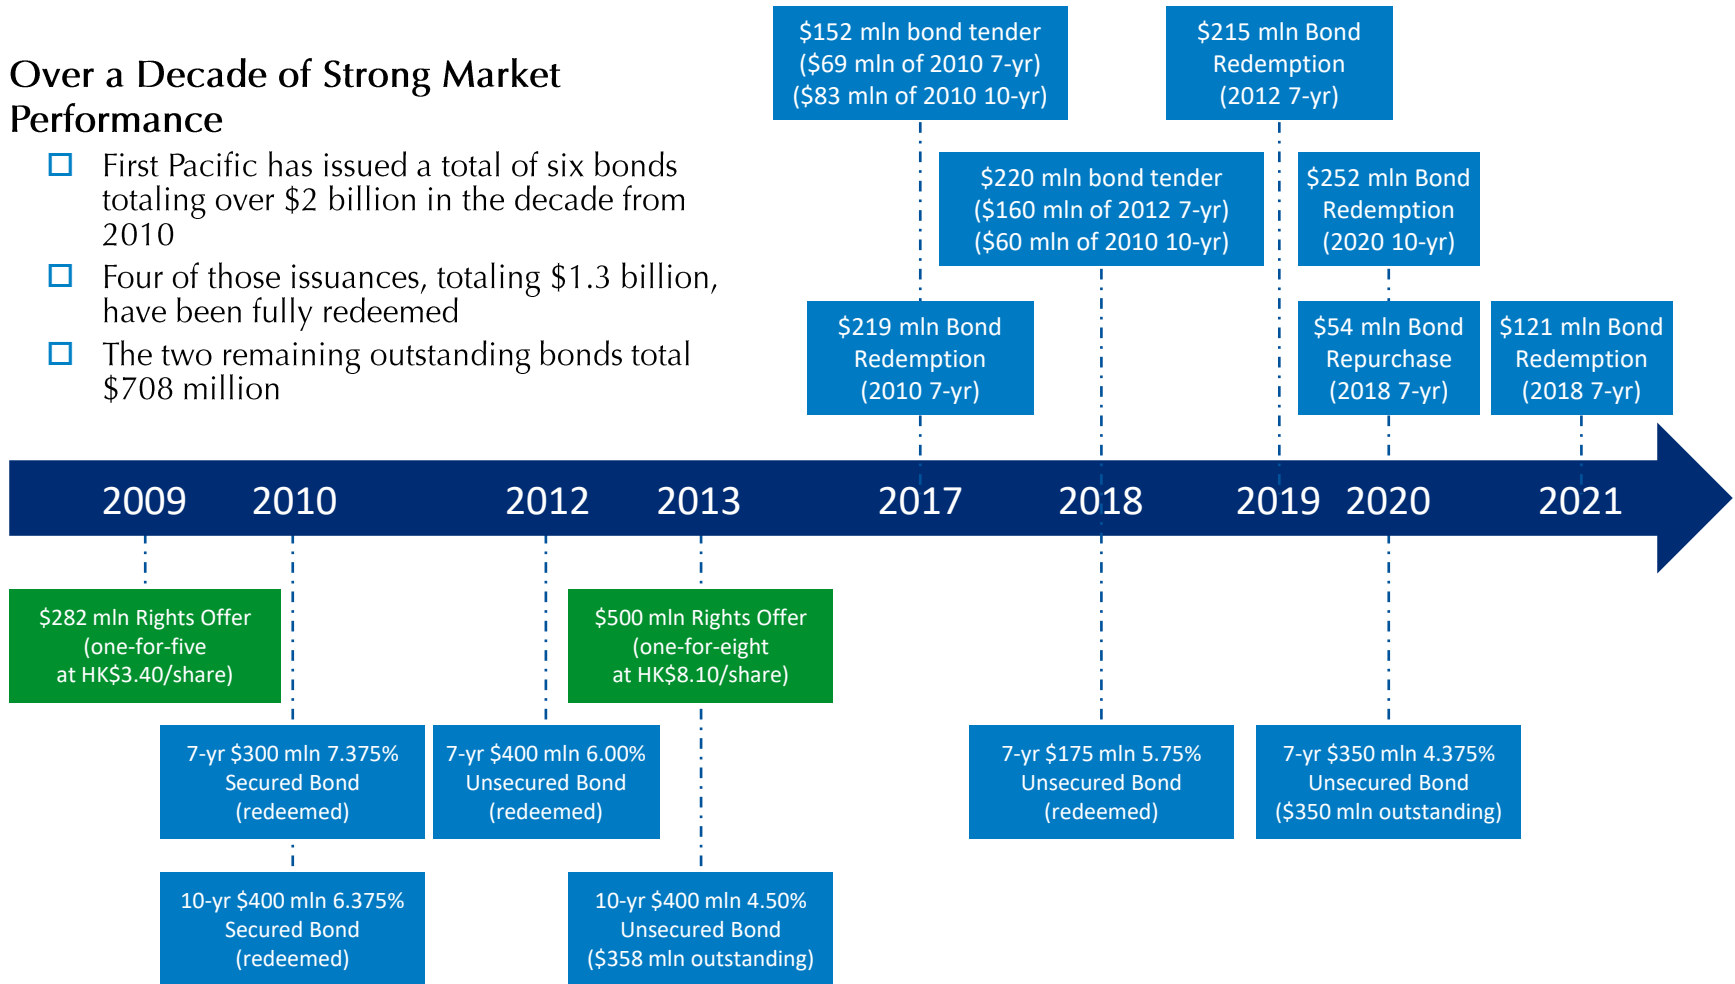 Over a Decade of Strong Market
Performance
First Pacific has issued a total of six bonds
totaling over $2 billion in the decade from
2010
Four of those issuances, totaling $1.3 billion,
have been fully redeemed
The two remaining outstanding bonds total
$708 million
$152 mln bond tender
($69 mln of 2010 7-yr)
($83 mln of 2010 10-yr)
$215 mln Bond
Redemption
(2012 7-yr)
$220 mln bond tender
($160 mln of 2012 7-yr)
($60 mln of 2010 10-yr)
$252 mln Bond
Redemption
(2020 10-yr)
$219 mln Bond
Redemption
(2010 7-yr)
$54 mln Bond
Repurchase
(2018 7-yr)
$121 mln Bond
Redemption
(2018 7-yr)
2009 2010 2012 2013 2017 2018 2019 2020 2021
$282 mln Rights Offer
(one-for-five
at HK$3.40/share)
$500 mln Rights Offer
(one-for-eight
at HK$8.10/share)
7-yr $300 mln 7.375%
Secured Bond
(redeemed)
7-yr $400 mln 6.00%
Unsecured Bond
(redeemed)
7-yr $175 mln 5.75%
Unsecured Bond
(redeemed)
7-yr $350 mln 4.375%
Unsecured Bond
($350 mln outstanding)
10-yr $400 mln 6.375%
Secured Bond
(redeemed)
10-yr $400 mln 4.50%
Unsecured Bond
($358 mln outstanding)